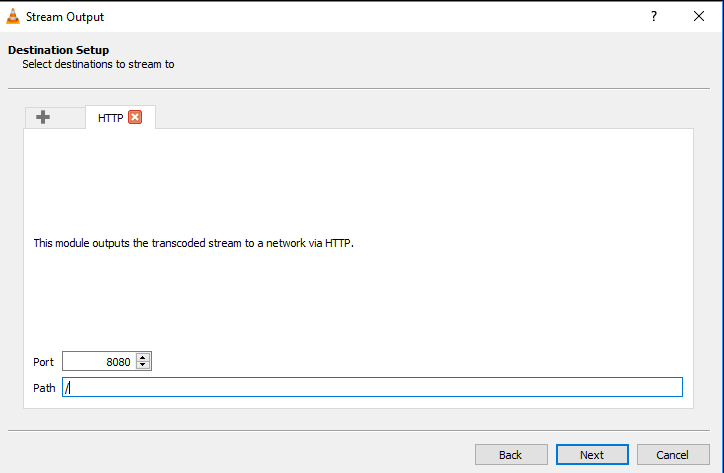 Stream Output
?
Destination Setup
Select destinations to stream to
HTTP
This module outputs the transcoded stream to a network via HTTP.
Port 8080
Path /
Back Next Cancel